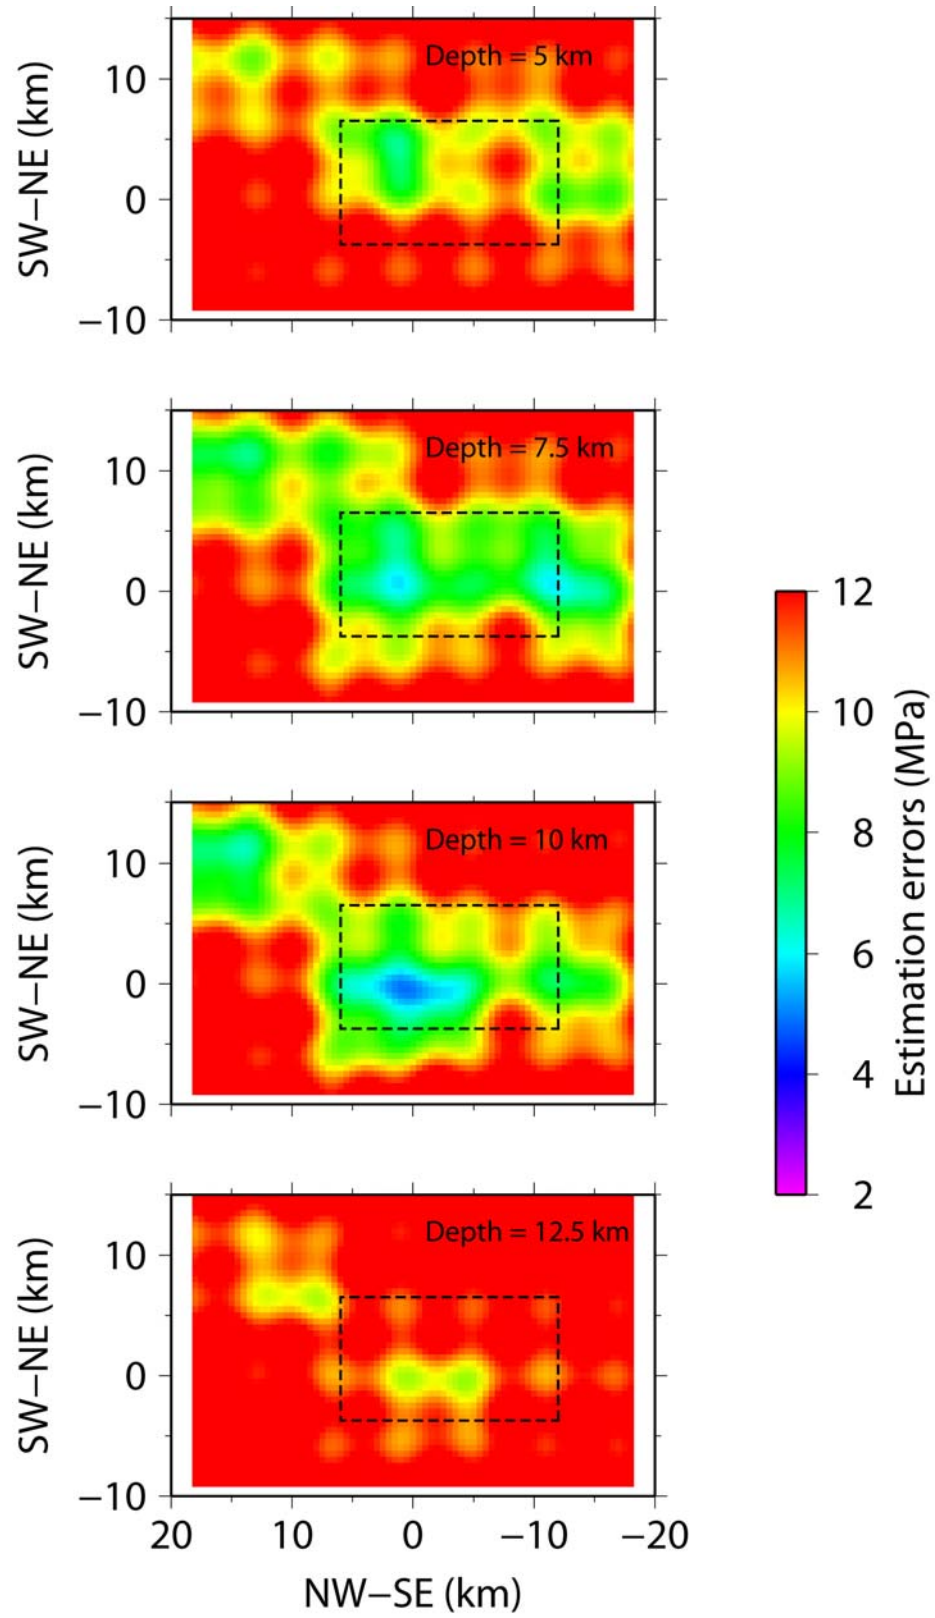 Depth = 5 km
10
0
−10
SW−NE (km)
Depth = 7.5 km
10
0
−10
SW−NE (km)
Depth = 10 km
10
0
−10
SW−NE (km)
Depth = 12.5 km
10
0
−10
SW−NE (km)
20 10 0 −10 −20
NW−SE (km)
12
10
8
6
4
2
Estimation errors (MPa)